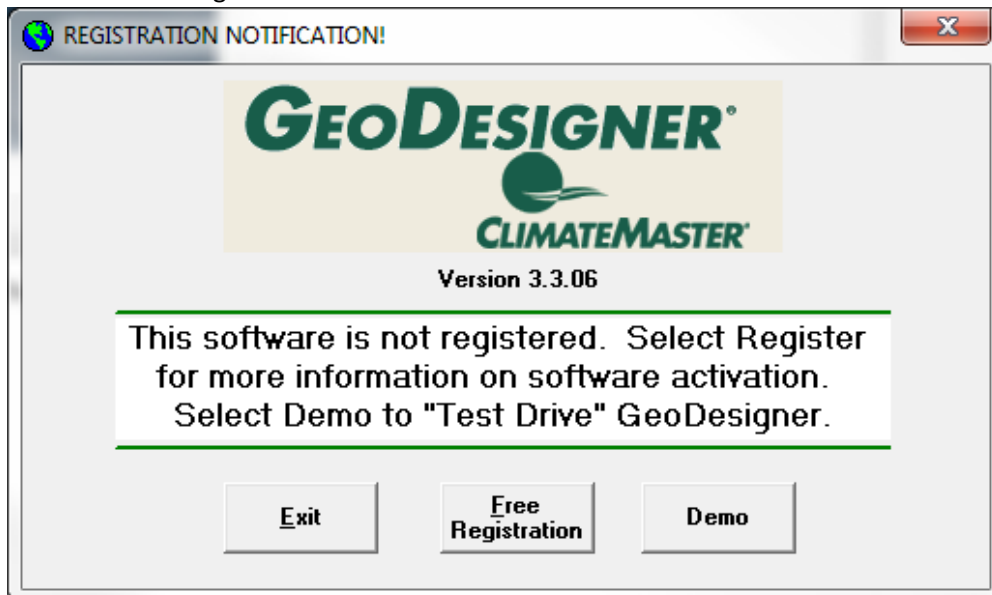 REGISTRATION NOTIFICATION!
GEODESIGNER®
CLIMATEMASTER®
Version 3.3.06
This software is not registered. Select Register
for more information on software activation.
Select Demo to "Test Drive" GeoDesigner.
Exit
Free
Registration
Demo